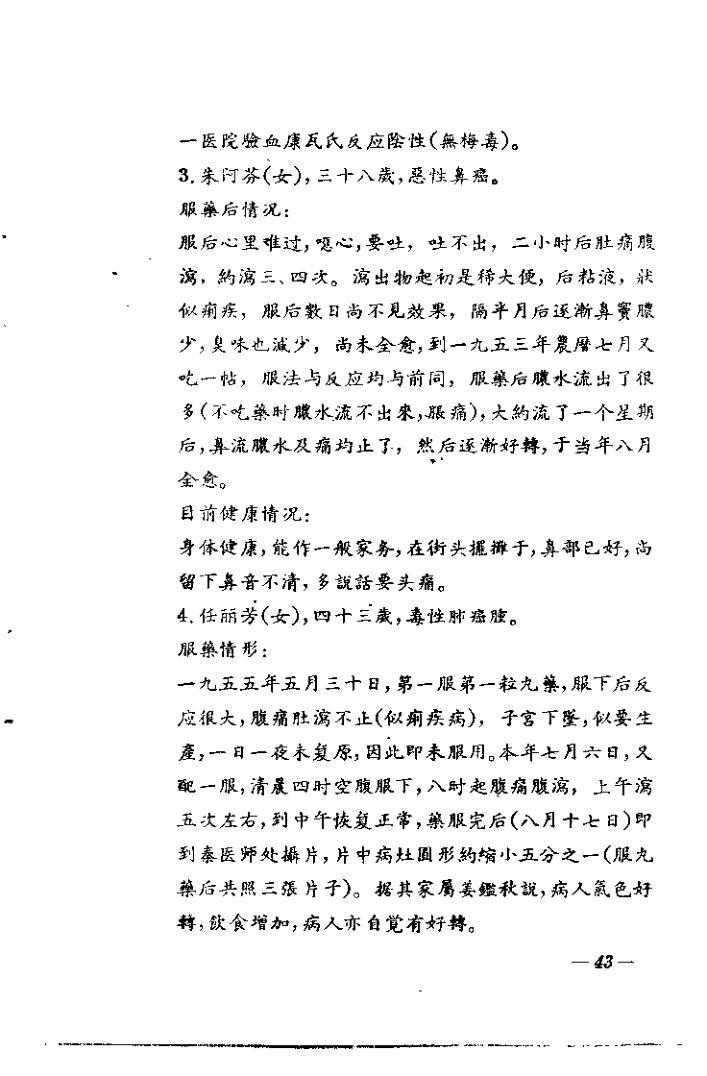 一医院驗血康瓦氏反应陰性(無梅毒)。
3.朱阿芬(女),三十八歲,惡性鼻癌。
服藥后情况:
服后心里难过,噁心,要吐,吐不出,二小时后肚痛腹
瀉,約瀉三、四次。瀉出物起初是稀大便,后粘液,狀
似痢疾,服后數日尚不见效果,隔半月后逐漸鼻竇膿
少,臭味也減少,尚未全愈,到一九五三年農曆七月又
吃一帖,服法与反应均与前同,服藥后膿水流出了很
多(不吃藥时膿水流不出來,脹痛),大約流了一个星期
后,鼻流膿水及痛均止了,然后逐漸好轉,于当年八月
全愈。
目前健康情况:
身体健康,能作一般家务,在街头擺攤于,鼻部已好,尚
留下鼻音不清,多說話要头痛。
4.任丽芳(女),四十三歲,毒性肺癌腫。
服藥情形:
一九五五年五月三十日,第一服第一粒丸藥,服下后反
应很大,腹痛肚瀉不止(似痢疾病),子宮下墜,似要生
產,一日一夜未复原,因此即未服用。本年七月六日,又
配一服,清晨四时空腹服下,八时起腹痛腹瀉,上午瀉
五次左右,到中午恢复正常,藥服完后(八月十七日)即
到秦医师处攝片,片中病灶圓形約缩小五分之一(服丸
藥后共照三張片子)。据其家屬姜鑑秋說,病人氣色好
轉,飲食增加,病人亦自覚有好轉。
—43—